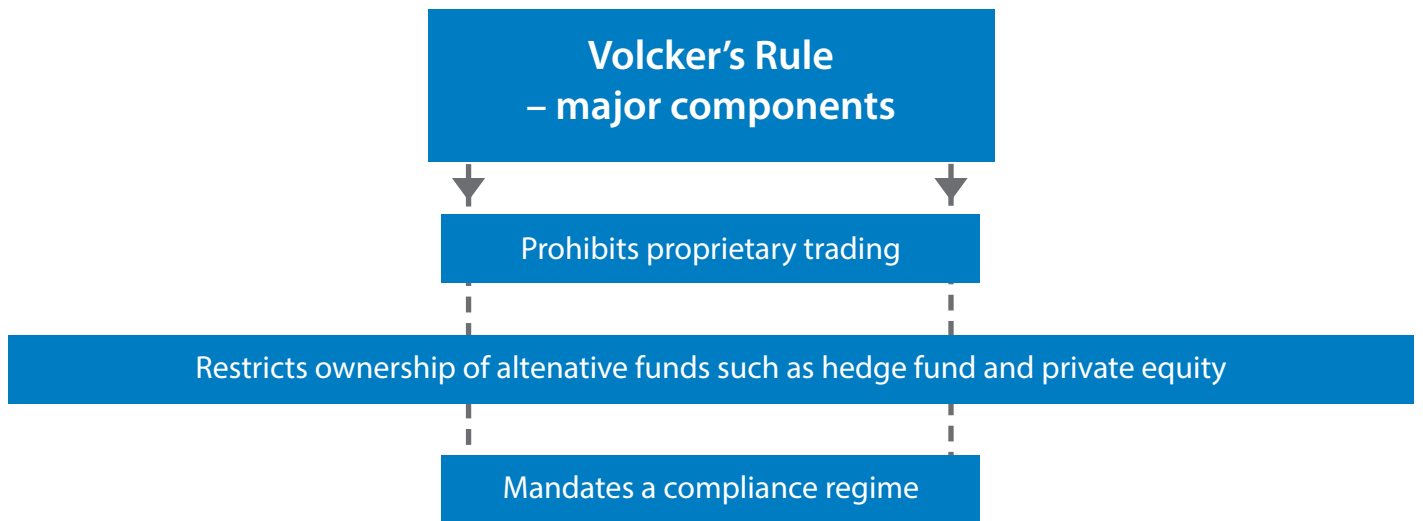 Volcker’s Rule
– major components
Prohibits proprietary trading
Restricts ownership of altenative funds such as hedge fund and private equity
Mandates a compliance regime